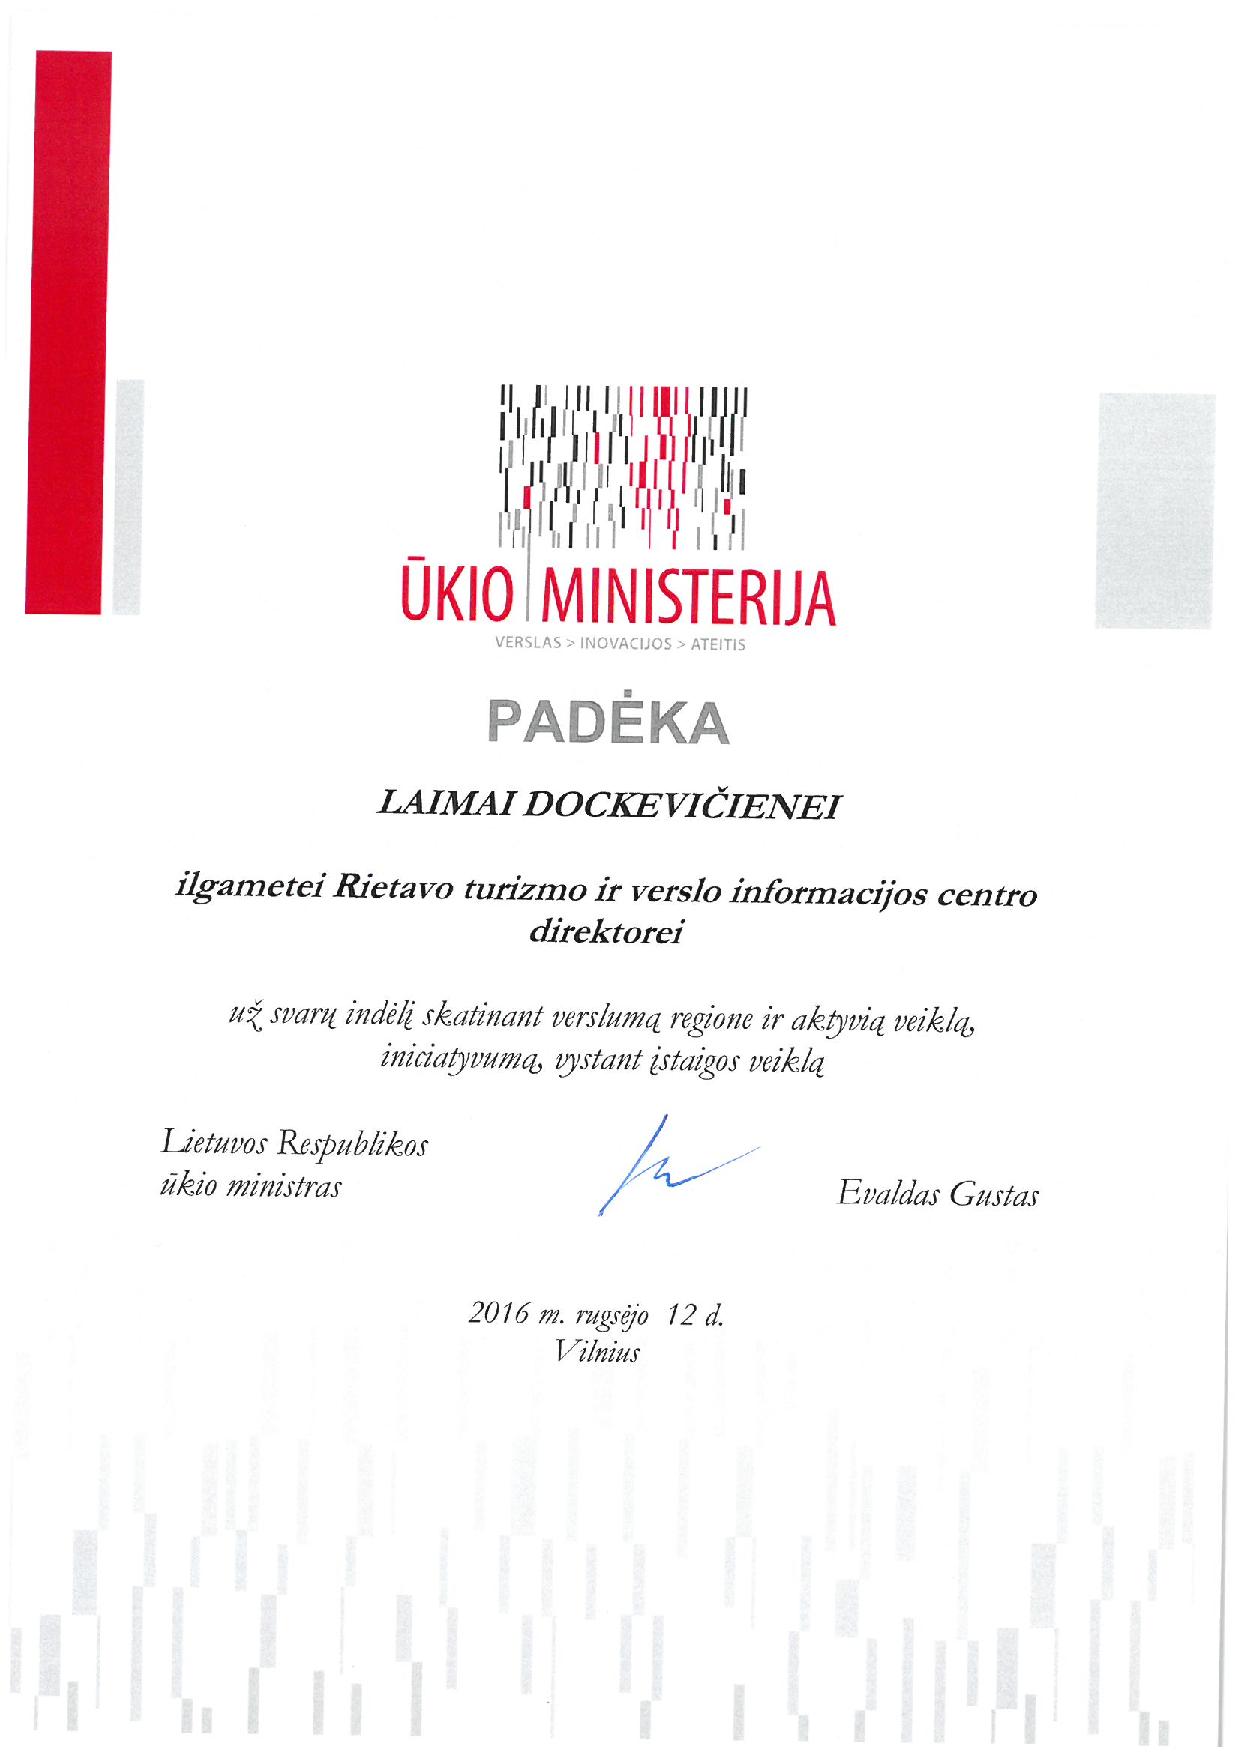 ŪKIO MINISTERIJA
VERSLAS > INOVACIJOS > ATEITIS
PADĖKA
LAIMAI DOCKEVIČIENEI
ilgametei Rietavo turizmo ir verslo informacijos centro
direktorei
už svarų indėlį skatinant verslumą regione ir aktyvią veiklą,
iniciatyvumą, vystant įstaigos veiklą
Lietuvos Respublikos
ūkio ministras
Evaldas Gustas
2016 m. rugsėjo 12 d.
Vilnius